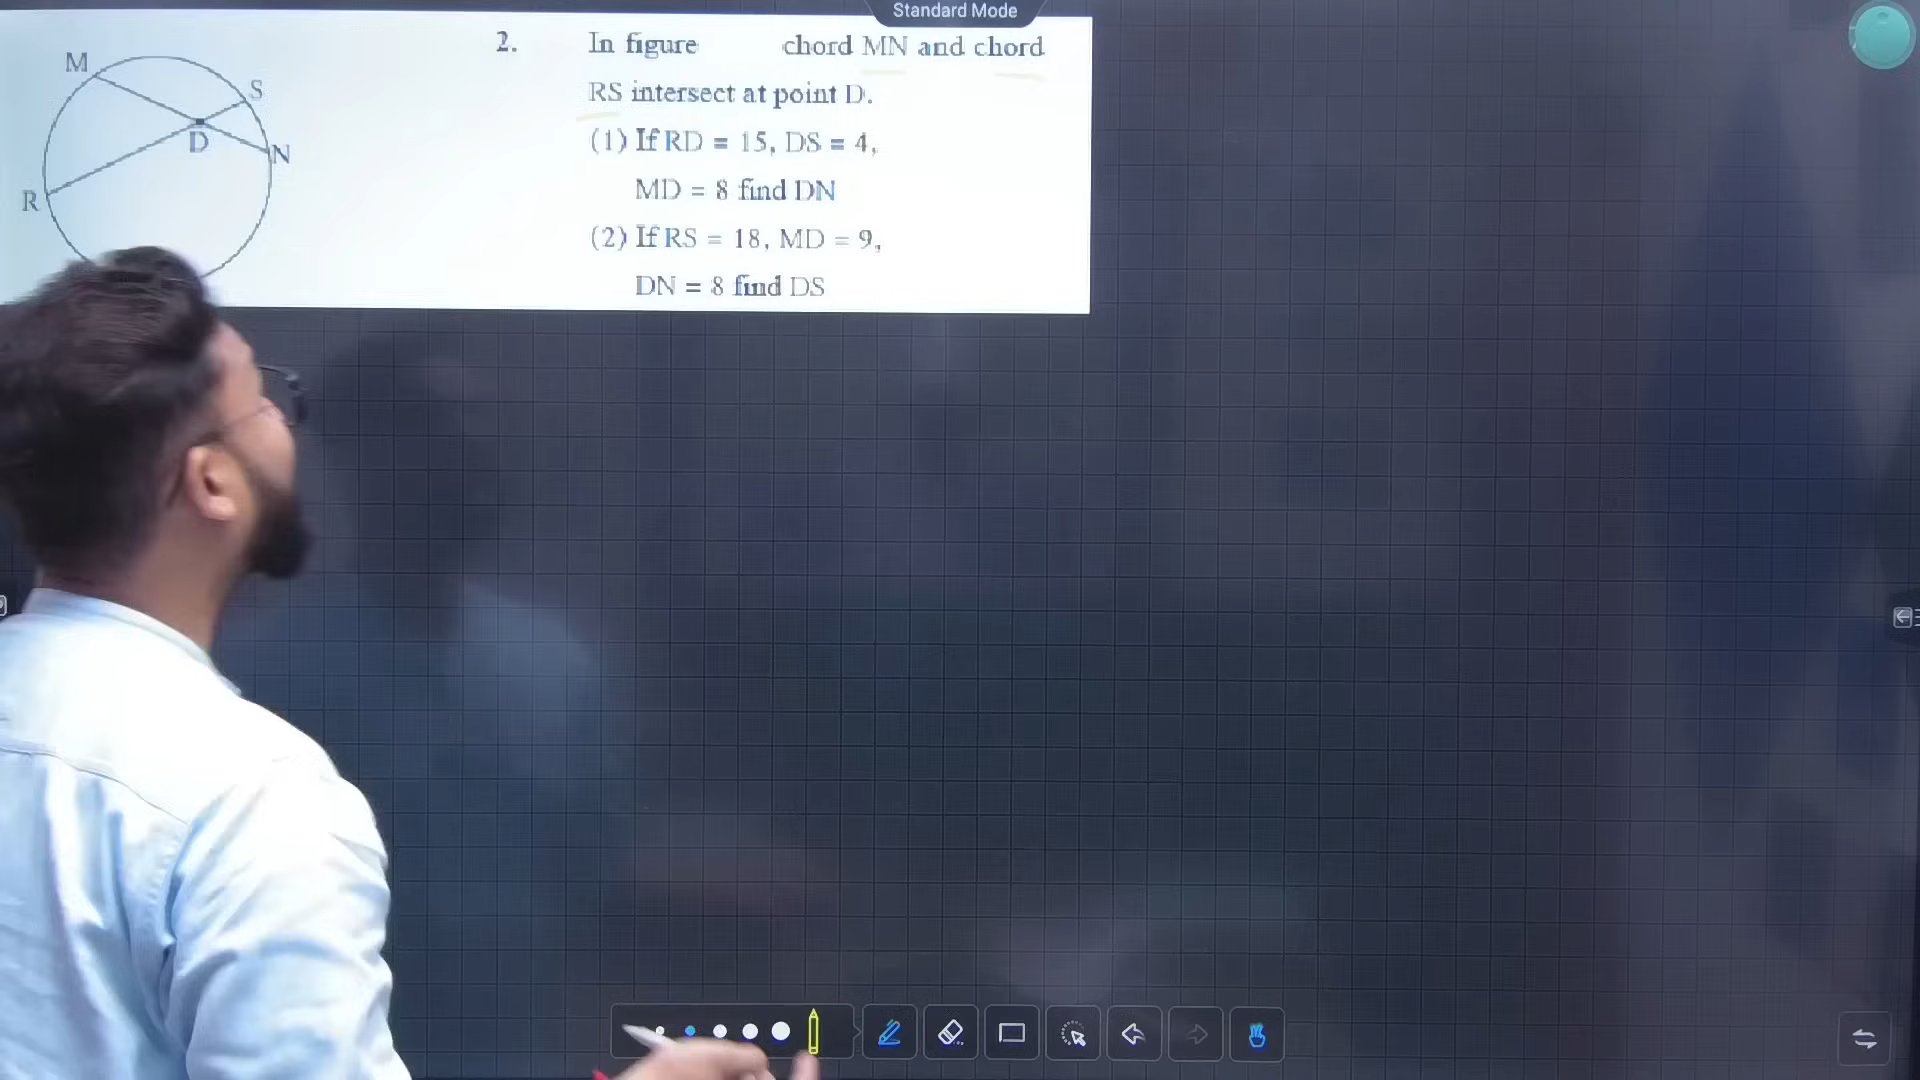 Standard Mode
2. In figure chord MN and chord
RS intersect at point D.
(1) If RD = 15, DS = 4,
MD = 8 find DN
(2) If RS = 18, MD = 9,
DN = 8 find DS
M
S
D
N
R